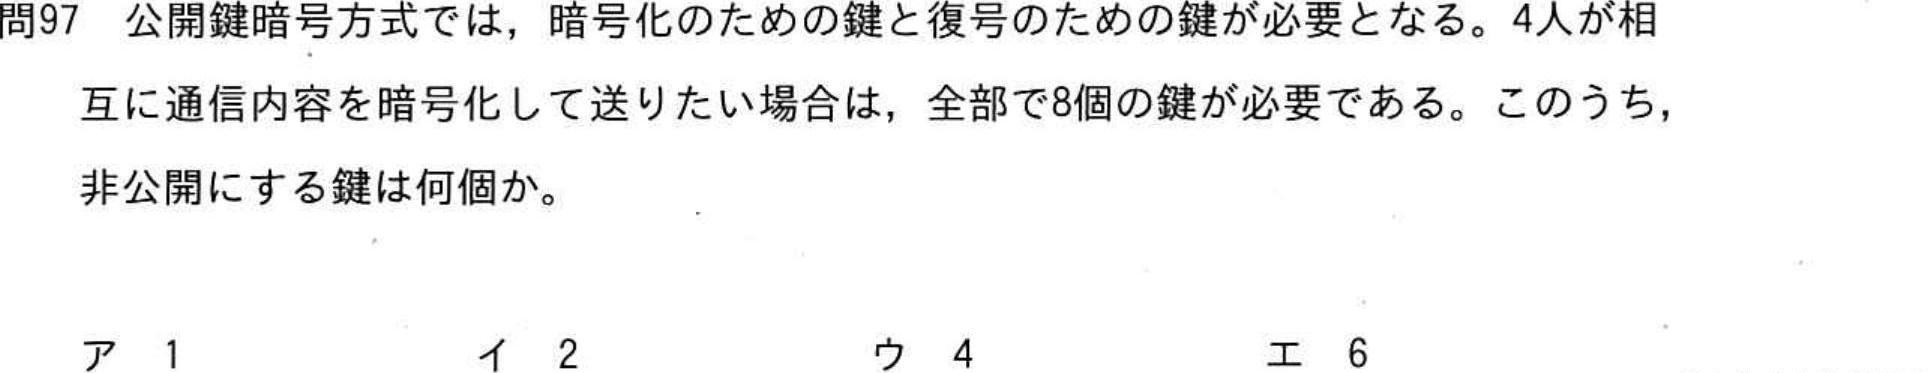 問97 公開鍵暗号方式では，暗号化のための鍵と復号のための鍵が必要となる。4人が相
互に通信内容を暗号化して送りたい場合は，全部で8個の鍵が必要である。このうち，
非公開にする鍵は何個か。
ア 1 イ 2 ウ 4 エ 6